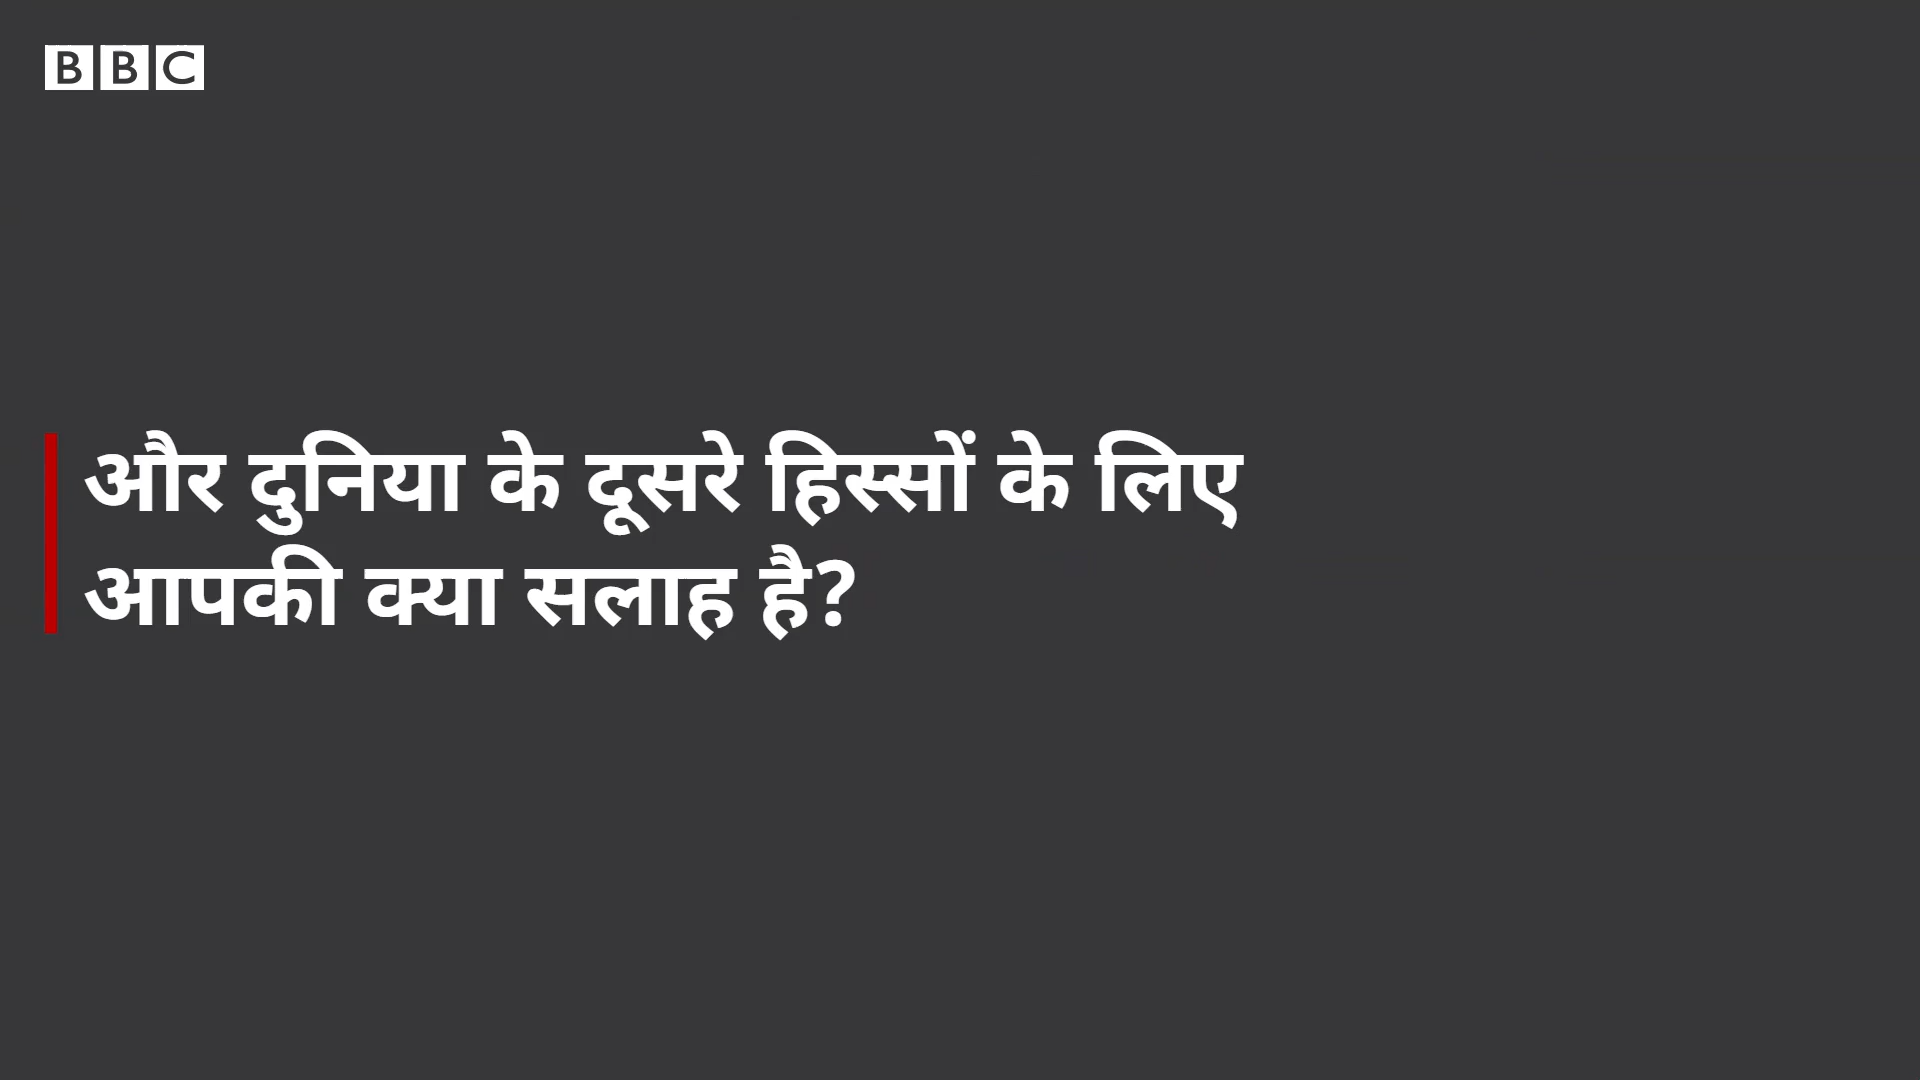 BBC
और दुनिया के दूसरे हिस्सों के लिए
आपकी क्या सलाह है?